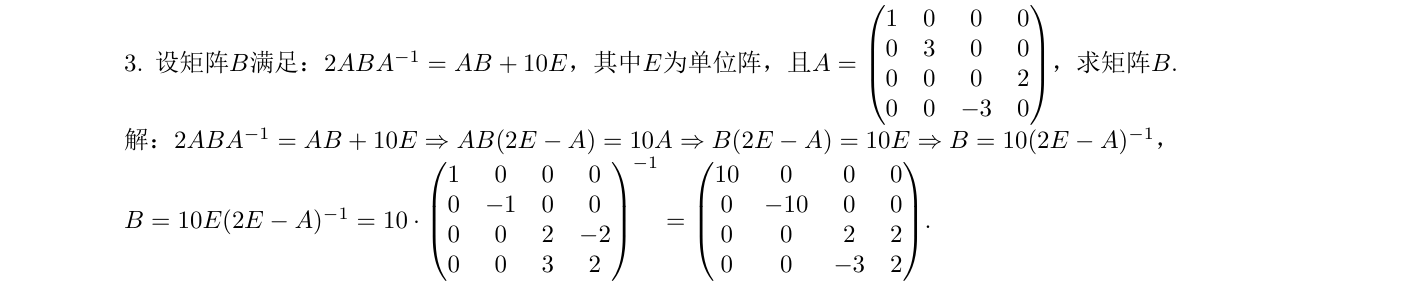 3. 设矩阵B满足：2ABA⁻¹ = AB + 10E，其中E为单位阵，且A = \begin{pmatrix} 1 & 0 & 0 & 0 \\ 0 & 3 & 0 & 0 \\ 0 & 0 & 0 & 2 \\ 0 & 0 & -3 & 0 \end{pmatrix}，求矩阵B.
解：2ABA⁻¹ = AB + 10E ⇒ AB(2E − A) = 10A ⇒ B(2E − A) = 10E ⇒ B = 10(2E − A)⁻¹，
B = 10E(2E − A)⁻¹ = 10 · \begin{pmatrix} 1 & 0 & 0 & 0 \\ 0 & -1 & 0 & 0 \\ 0 & 0 & 2 & -2 \\ 0 & 0 & 3 & 2 \end{pmatrix}⁻¹ = \begin{pmatrix} 10 & 0 & 0 & 0 \\ 0 & -10 & 0 & 0 \\ 0 & 0 & 2 & 2 \\ 0 & 0 & -3 & 2 \end{pmatrix}.